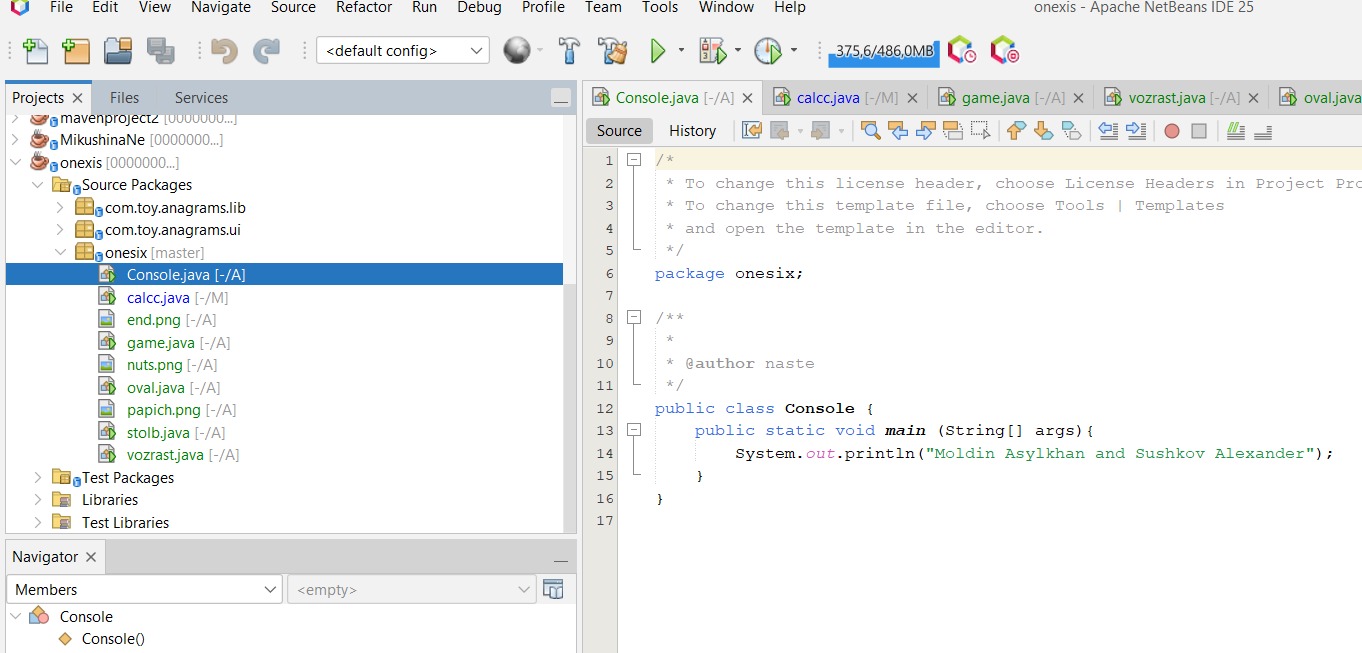 File Edit View Navigate Source Refactor Run Debug Profile Team Tools Window Help onexis - Apache NetBeans IDE 25
<default config> 375,6/486,0MB
Projects Files Services
mavenproject2 [0000000...]
MikushinaNe [0000000...]
onexis [0000000...]
Source Packages
com.toy.anagrams.lib
com.toy.anagrams.ui
onesix [master]
Console.java [-/A]
calcc.java [-/M]
end.png [-/A]
game.java [-/A]
nuts.png [-/A]
oval.java [-/A]
papich.png [-/A]
stolb.java [-/A]
vozrast.java [-/A]
Test Packages
Libraries
Test Libraries
Navigator
Members <empty>
Console
Console()
Console.java [-/A] calcc.java [-/M] game.java [-/A] vozrast.java [-/A] oval.java
Source History
1 /*
2 * To change this license header, choose License Headers in Project Pro
3 * To change this template file, choose Tools | Templates
4 * and open the template in the editor.
5 */
6 package onesix;
7
8 /**
9 *
10 * @author naste
11 */
12 public class Console {
13 public static void main (String[] args){
14 System.out.println("Moldin Asylkhan and Sushkov Alexander");
15 }
16 }
17